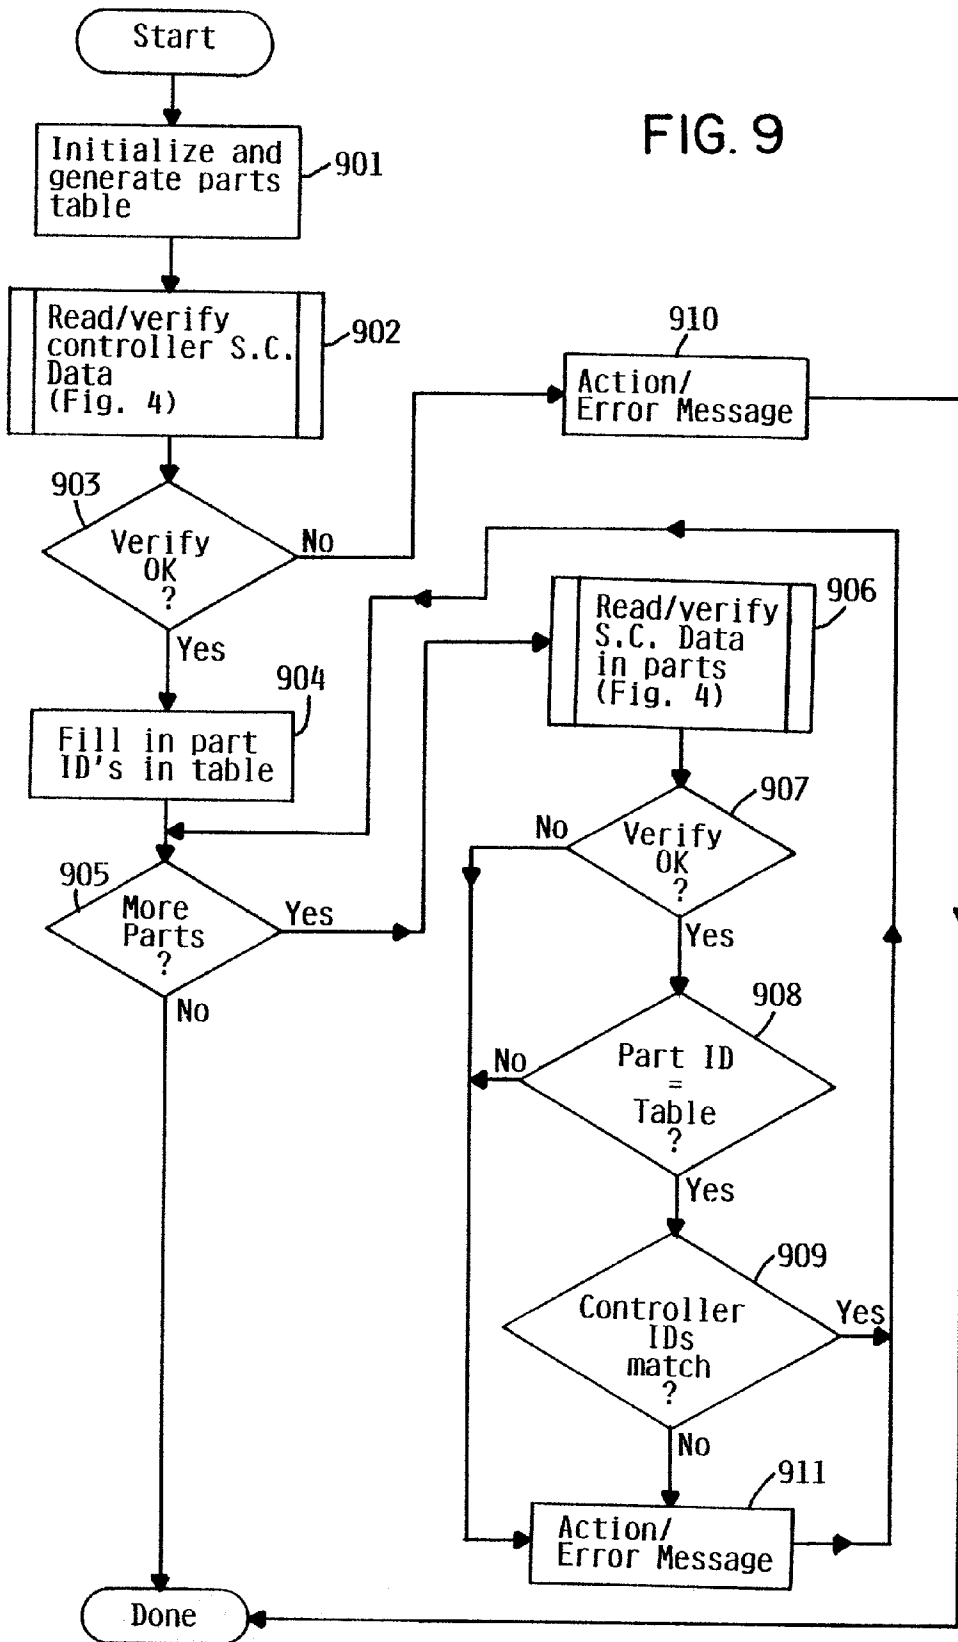 Start
FIG. 9
Initialize and
generate parts
table
901
Read/verify
controller S.C.
Data
(Fig. 4)
902
910
Action/
Error Message
903
Verify
OK
?
No
Yes
904
Fill in part
ID's in table
905
More
Parts
?
Yes
No
906
Read/verify
S.C. Data
in parts
(Fig. 4)
907
Verify
OK
?
No
Yes
908
Part ID
=
Table
?
No
Yes
909
Controller
IDs
match
?
Yes
No
911
Action/
Error Message
Done